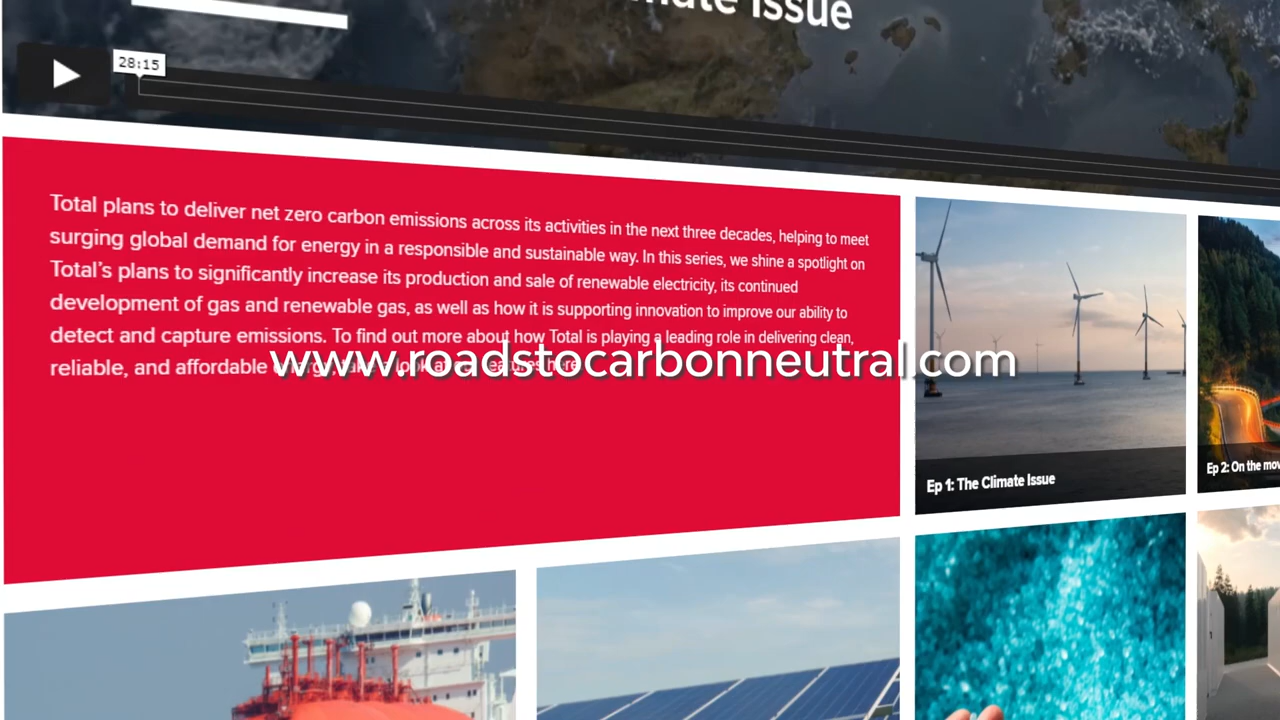 Issue
28:15
Total plans to deliver net zero carbon emissions across its activities in the next three decades, helping to meet
surging global demand for energy in a responsible and sustainable way. In this series, we shine a spotlight on
Total's plans to significantly increase its production and sale of renewable electricity, its continued
development of gas and renewable gas, as well as how it is supporting innovation to improve our ability to
detect and capture emissions. To find out more about how Total is playing a leading role in delivering clean,
reliable, and affordable
www.roadstocarbonneutral.com
Ep 1: The Climate Issue
Ep 2: On the